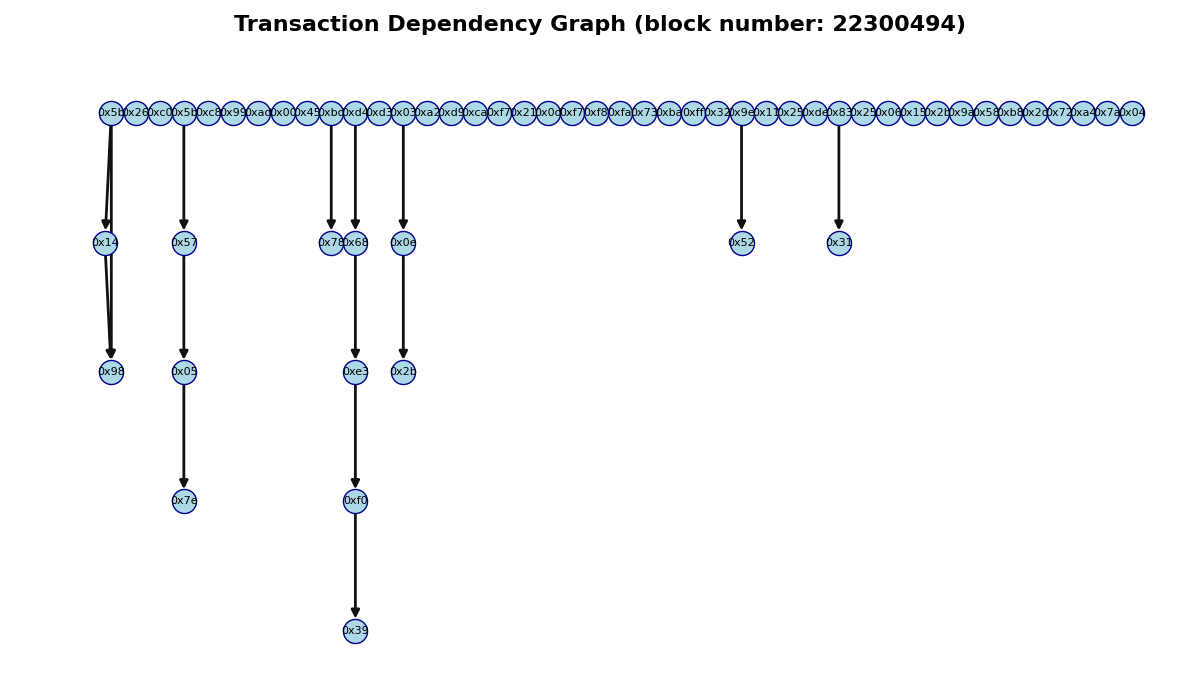 Transaction Dependency Graph (block number: 22300494)
0x5b 0x26 0xc0 0x5b 0xc8 0x99 0xad 0x00 0x45 0xbd 0xd4 0xd3 0x03 0xa2 0xd9 0xca 0xf7 0x21 0x0d 0xf7 0xf8 0xfa 0x73 0xba 0xff 0x32 0x9e 0x11 0x25 0xde 0x83 0x25 0x06 0x15 0x2b 0x9a 0x58 0xb8 0x2d 0x72 0xa4 0x7a 0x04
0x14 0x57 0x78 0x68 0x0e 0x52 0x31
0x98 0x05 0xe3 0x2b
0x7e 0xf0
0x39